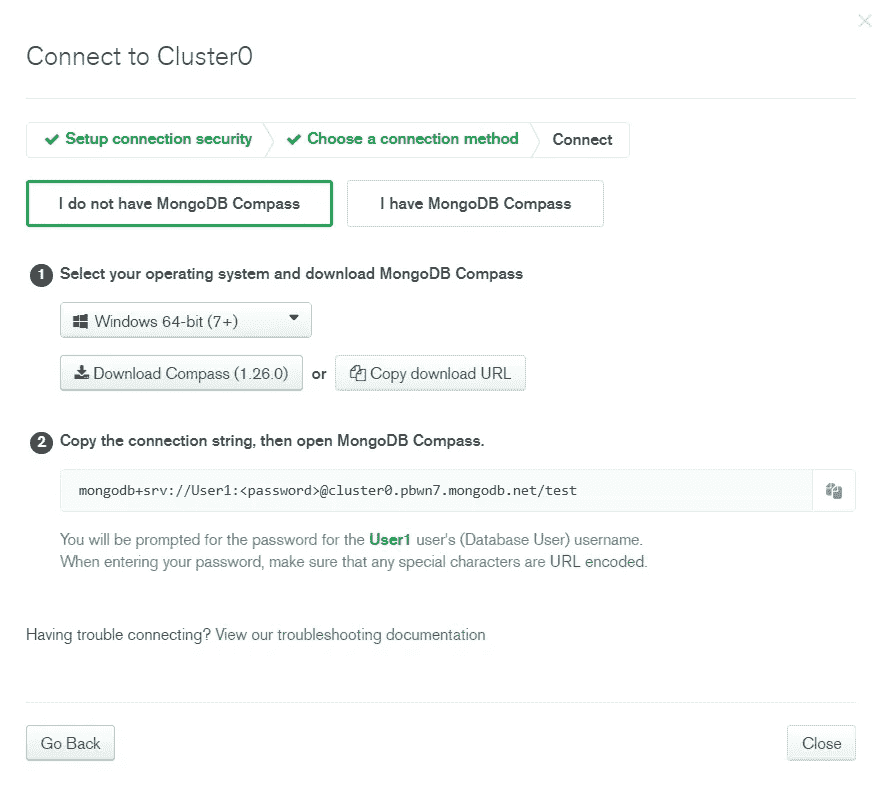 Connect to Cluster0
Setup connection security
Choose a connection method
Connect
I do not have MongoDB Compass
I have MongoDB Compass
1 Select your operating system and download MongoDB Compass
Windows 64-bit (7+)
Download Compass (1.26.0) or Copy download URL
2 Copy the connection string, then open MongoDB Compass.
mongodb+srv://User1:<password>@cluster0.pbwn7.mongodb.net/test
You will be prompted for the password for the User1 user's (Database User) username.
When entering your password, make sure that any special characters are URL encoded.
Having trouble connecting? View our troubleshooting documentation
Go Back
Close